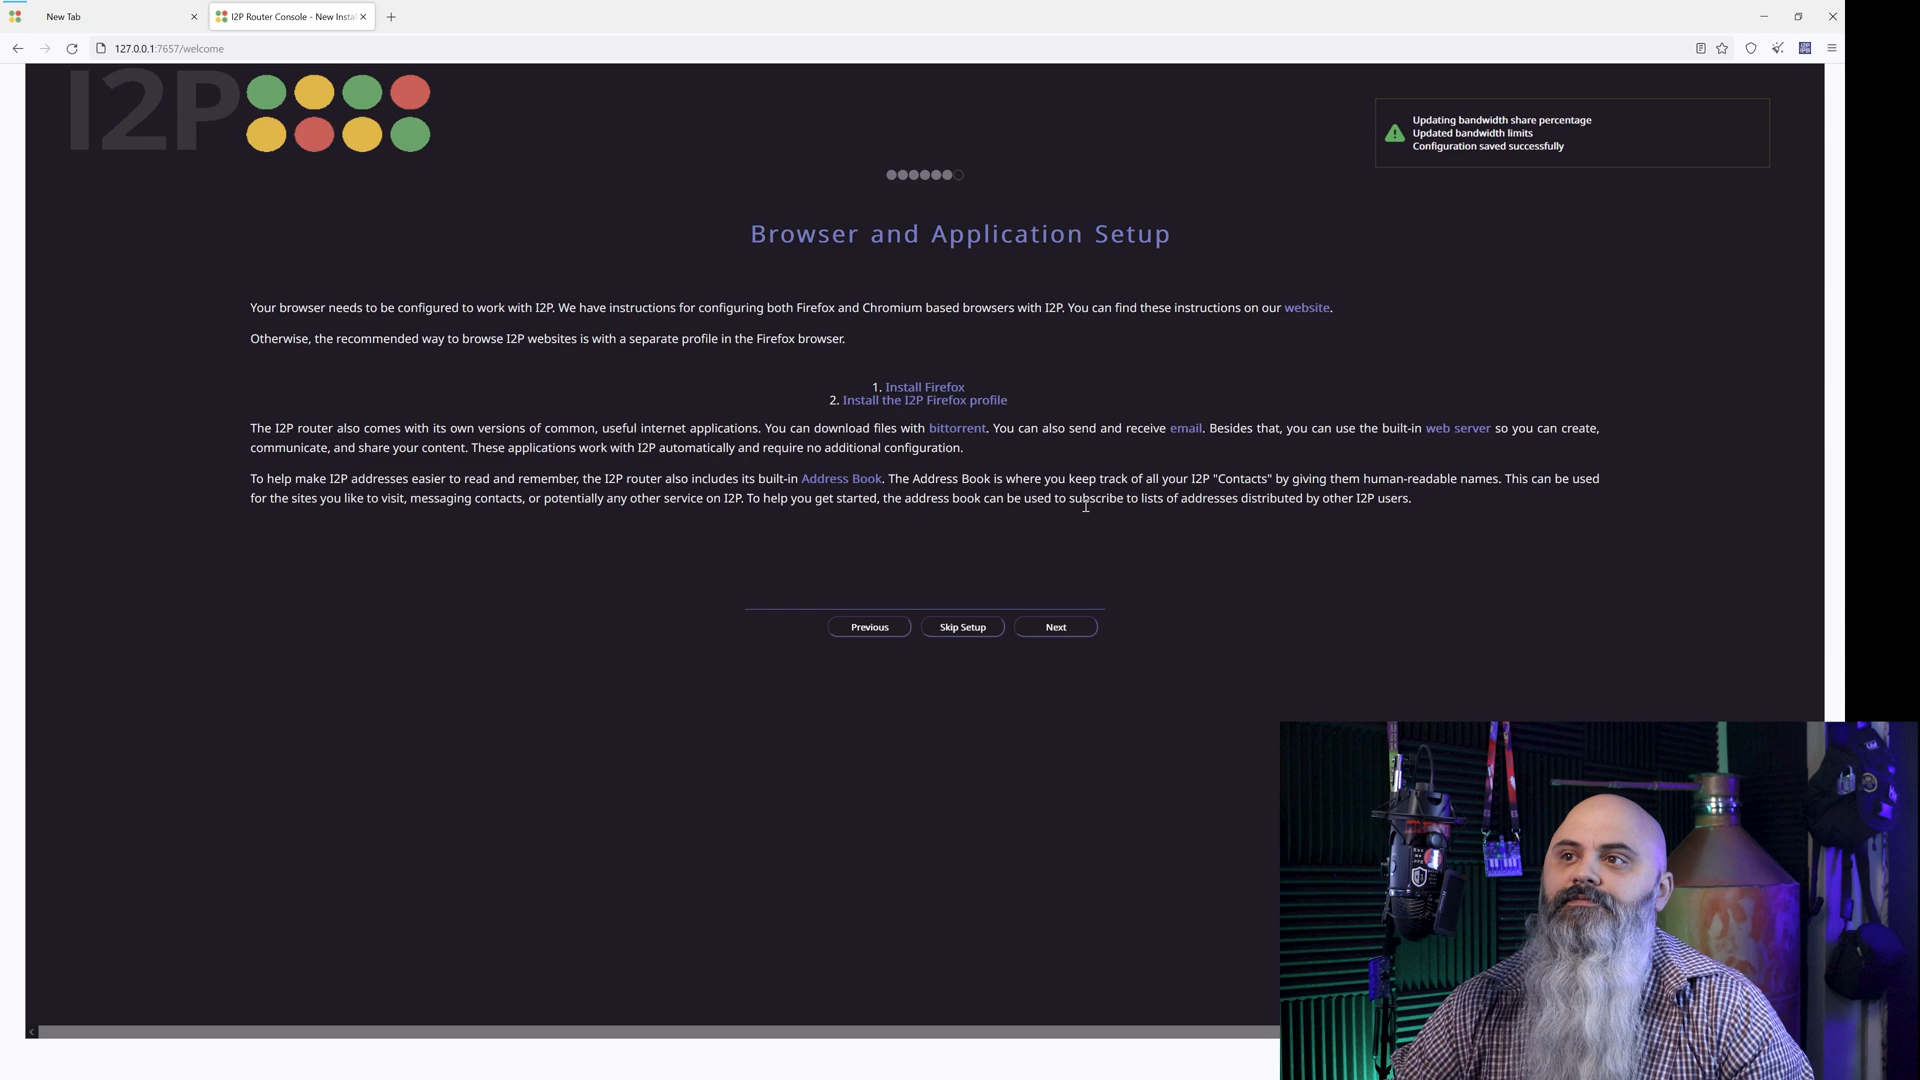 New Tab
I2P Router Console - New Insta
127.0.0.1:7657/welcome
I2P
Updating bandwidth share percentage
Updated bandwidth limits
Configuration saved successfully
Browser and Application Setup
Your browser needs to be configured to work with I2P. We have instructions for configuring both Firefox and Chromium based browsers with I2P. You can find these instructions on our website.
Otherwise, the recommended way to browse I2P websites is with a separate profile in the Firefox browser.
1. Install Firefox
2. Install the I2P Firefox profile
The I2P router also comes with its own versions of common, useful internet applications. You can download files with bittorrent. You can also send and receive email. Besides that, you can use the built-in web server so you can create,
communicate, and share your content. These applications work with I2P automatically and require no additional configuration.
To help make I2P addresses easier to read and remember, the I2P router also includes its built-in Address Book. The Address Book is where you keep track of all your I2P "Contacts" by giving them human-readable names. This can be used
for the sites you like to visit, messaging contacts, or potentially any other service on I2P. To help you get started, the address book can be used to subscribe to lists of addresses distributed by other I2P users.
Previous
Skip Setup
Next